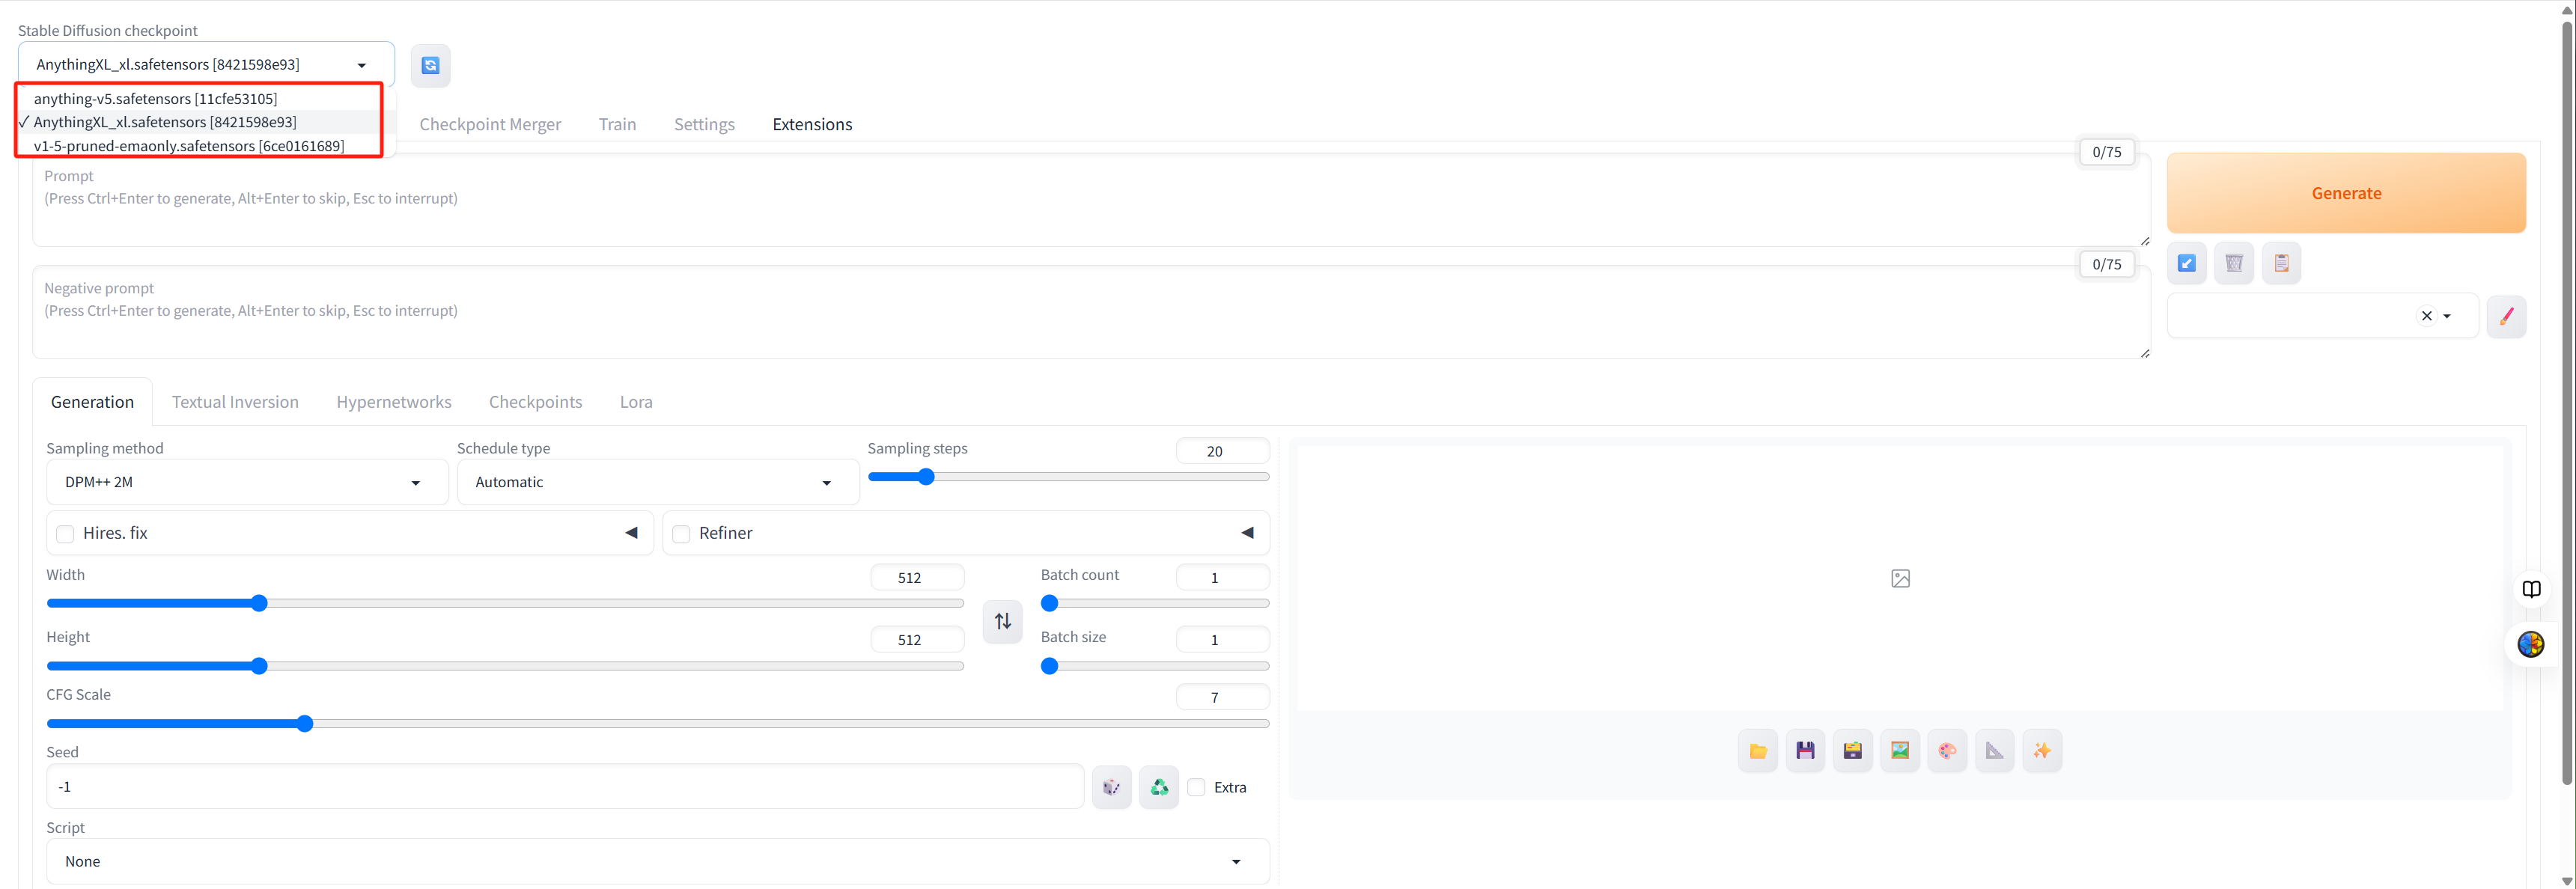 Stable Diffusion checkpoint
AnythingXL_xl.safetensors [8421598e93]
anything-v5.safetensors [11cfe53105]
✓ AnythingXL_xl.safetensors [8421598e93]
v1-5-pruned-emaonly.safetensors [6ce0161689]
Checkpoint Merger Train Settings Extensions
0/75
Prompt
(Press Ctrl+Enter to generate, Alt+Enter to skip, Esc to interrupt)
Generate
0/75
Negative prompt
(Press Ctrl+Enter to generate, Alt+Enter to skip, Esc to interrupt)
Generation Textual Inversion Hypernetworks Checkpoints Lora
Sampling method Schedule type Sampling steps 20
DPM++ 2M Automatic
Hires. fix Refiner
Width 512 Batch count 1
Height 512 Batch size 1
CFG Scale 7
Seed
-1 Extra
Script
None